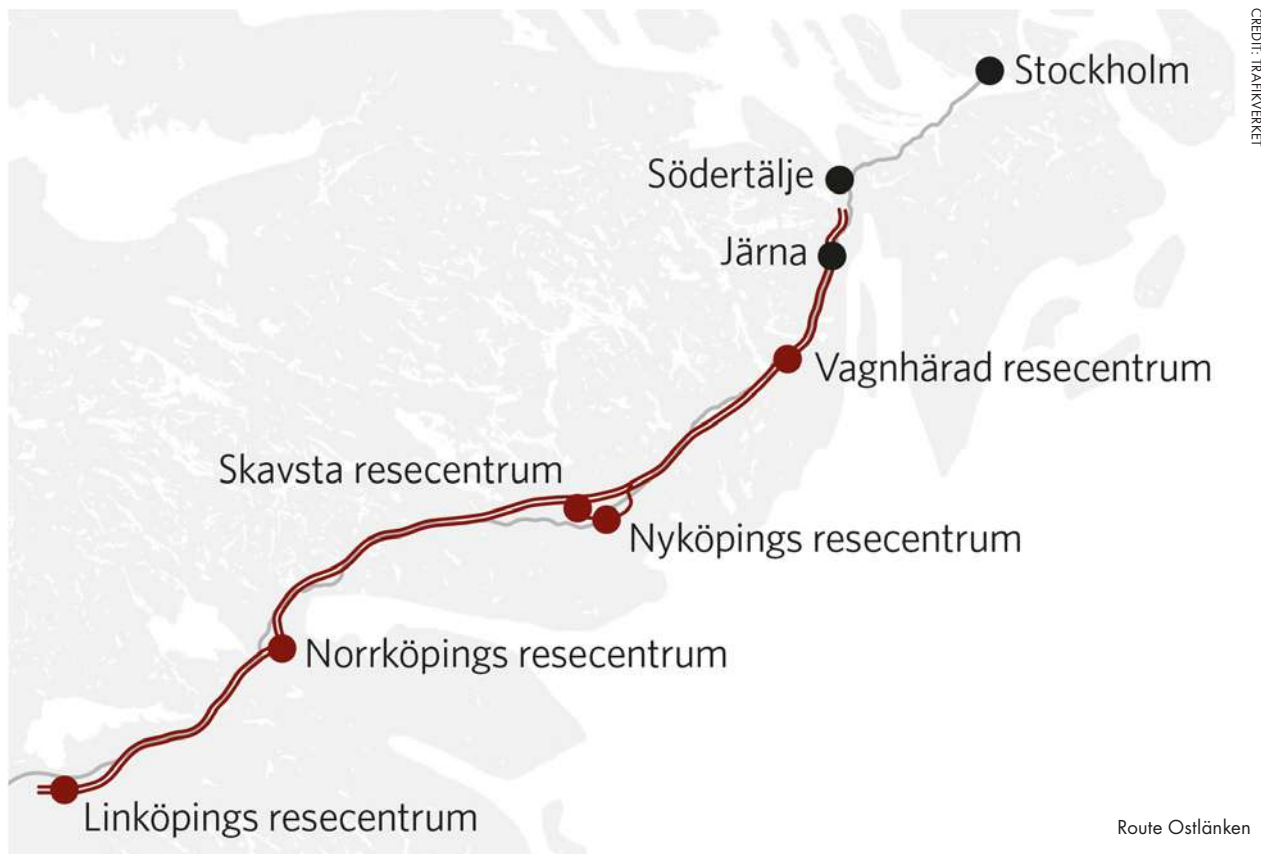 CREDIT: TRAFIKVERKET
Stockholm
Södertälje
Järna
Vagnhärad resecentrum
Skavsta resecentrum
Nyköpings resecentrum
Norrköpings resecentrum
Linköpings resecentrum
Route Ostlänken